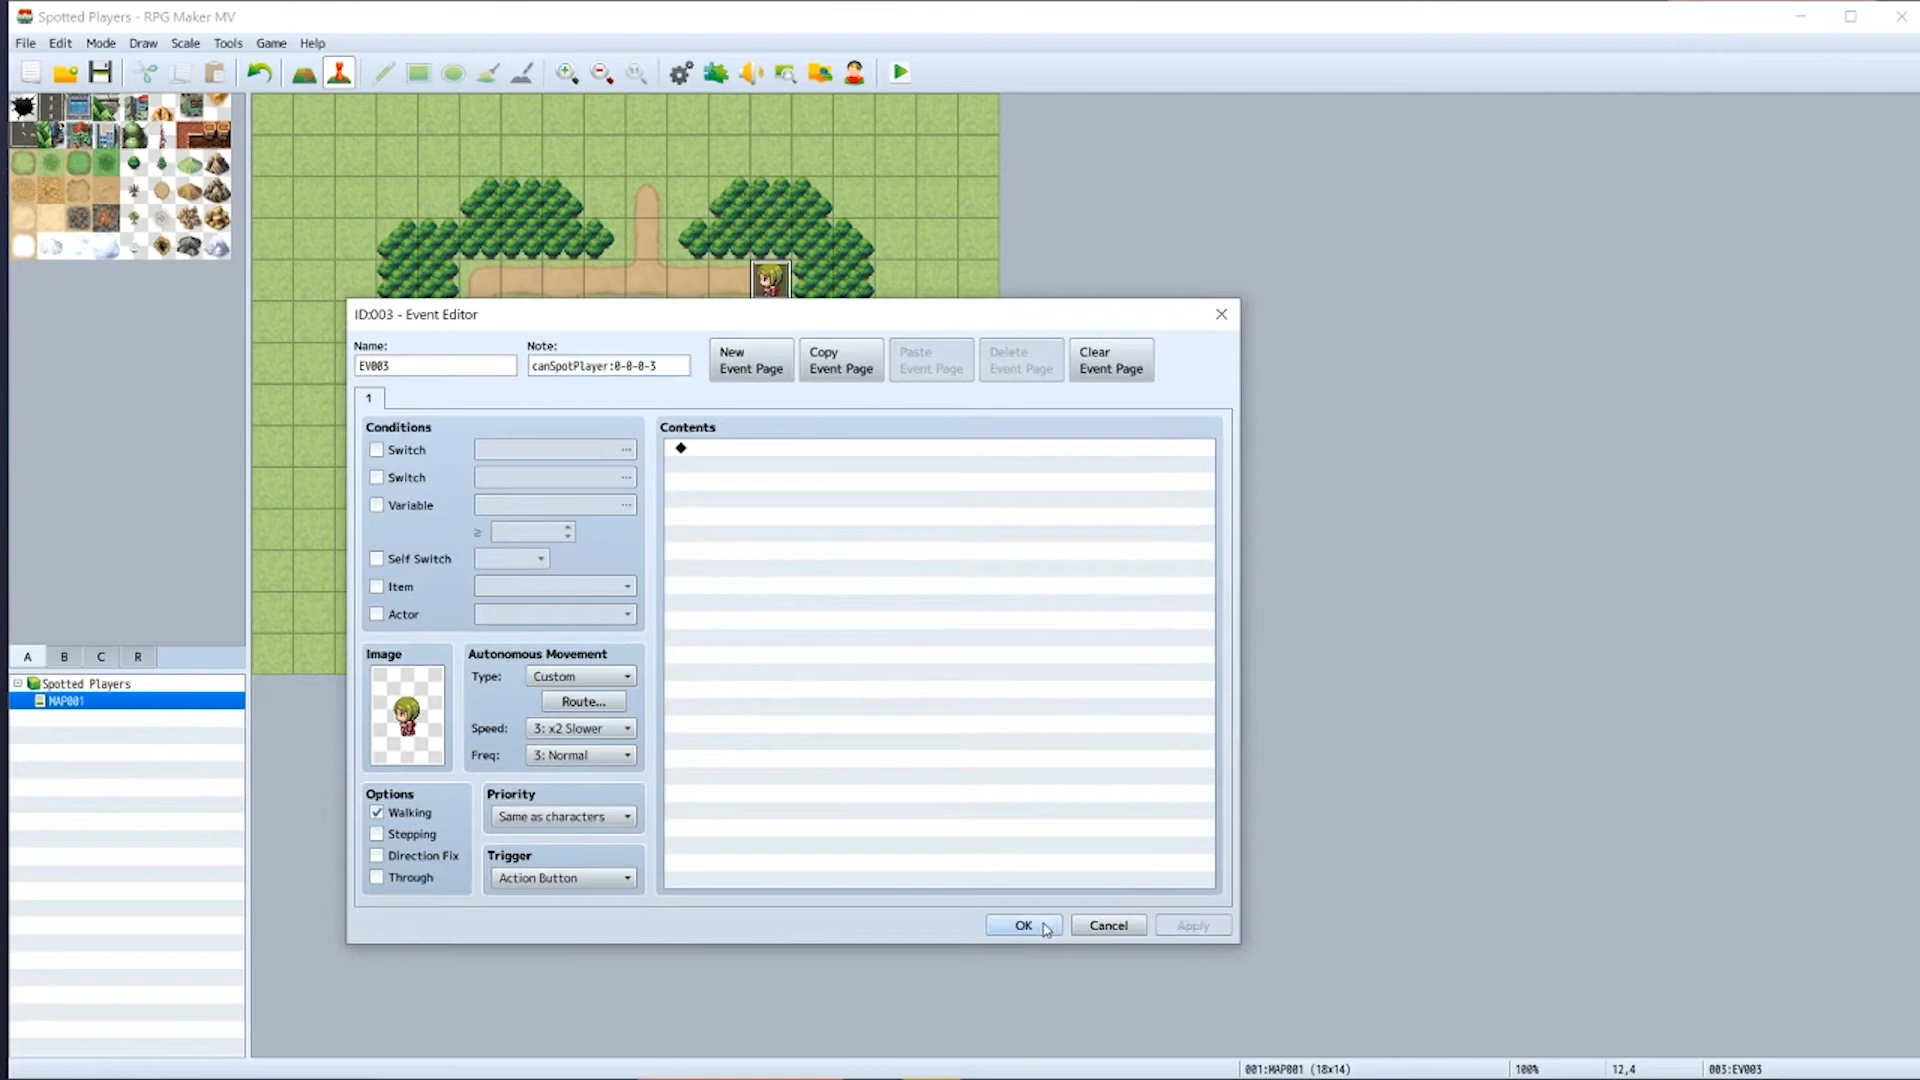 Spotted Players - RPG Maker MV
File Edit Mode Draw Scale Tools Game Help
ID:003 - Event Editor
Name:
EV003
Note:
canSpotPlayer:0-0-0-3
New
Event Page
Copy
Event Page
Paste
Event Page
Delete
Event Page
Clear
Event Page
1
Conditions
Switch ...
Switch ...
Variable ...
≥
Self Switch
Item
Actor
Contents
◆
Image
Autonomous Movement
Type: Custom
Route...
Speed: 3: x2 Slower
Freq: 3: Normal
Options
Walking
Stepping
Direction Fix
Through
Priority
Same as characters
Trigger
Action Button
OK Cancel Apply
A B C R
Spotted Players
MAP001
001:MAP001 (18x14) 100% 12,4 003:EV003